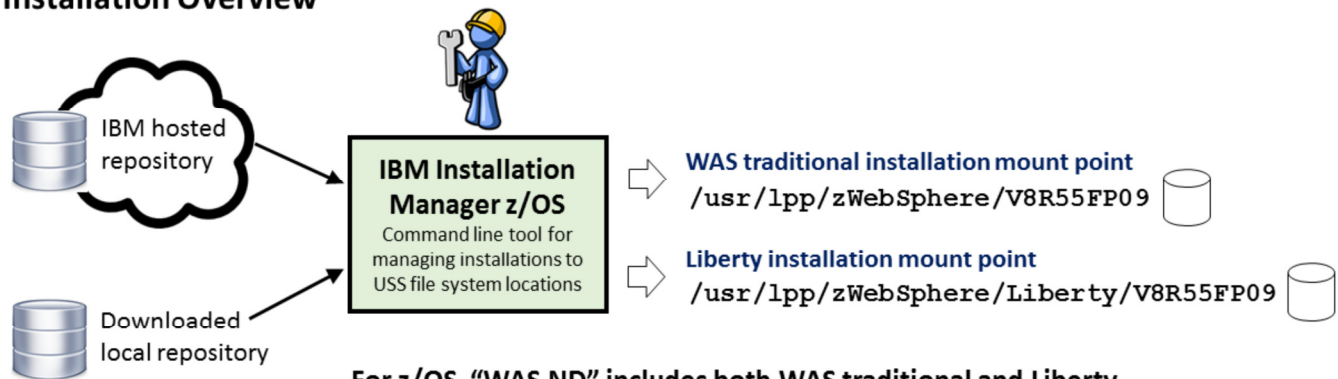 Installation Overview
IBM hosted
repository
IBM Installation
Manager z/OS
Command line tool for
managing installations to
USS file system locations
WAS traditional installation mount point
/usr/lpp/zWebSphere/V8R55FP09
Liberty installation mount point
/usr/lpp/zWebSphere/Liberty/V8R55FP09
Downloaded
local repository
For z/OS, “WAS ND” includes both WAS traditional and Liberty